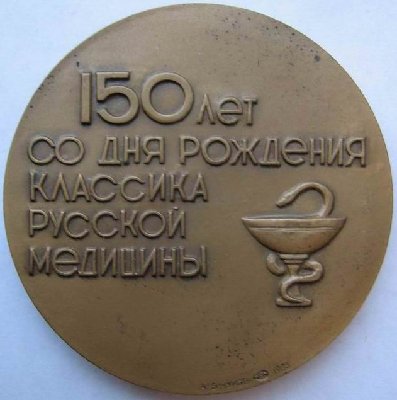 150 лет
со дня рождения
классика
русской
медицины